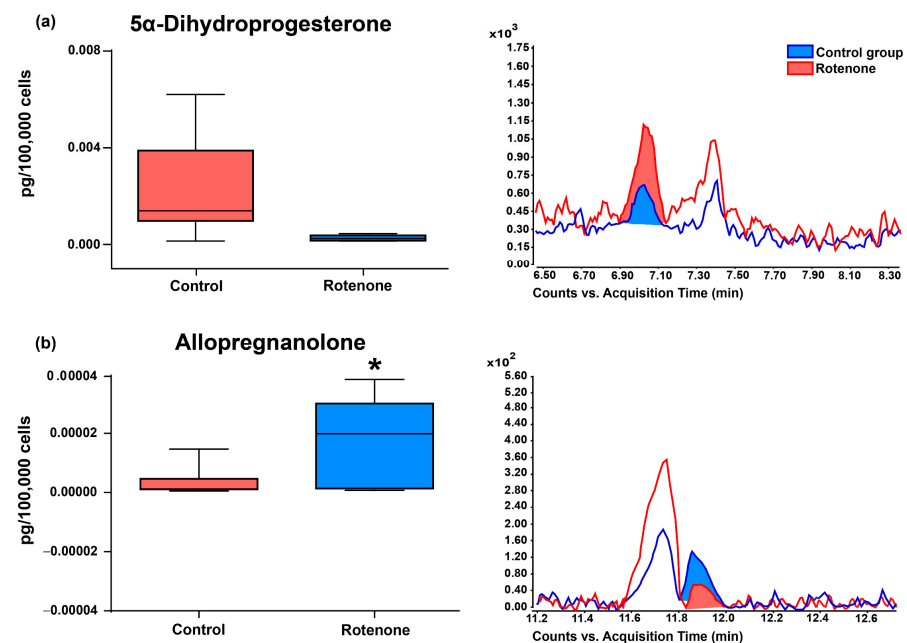 (a)
5α-Dihydroprogesterone
pg/100,000 cells
0.008
0.004
0.000
Control
Rotenone
×10³
1.75
1.60
1.45
1.30
1.15
1.05
0.90
0.75
0.60
0.45
0.30
0.15
0.00
6.50 6.70 6.90 7.10 7.30 7.50 7.70 7.90 8.10 8.30
Counts vs. Acquisition Time (min)
Control group
Rotenone
(b)
Allopregnanolone
pg/100,000 cells
0.00004
0.00002
0.00000
−0.00002
−0.00004
*
Control
Rotenone
×10²
5.60
5.20
4.80
4.40
4.00
3.60
3.20
2.80
2.40
2.00
1.60
1.20
0.80
0.40
0.00
11.2 11.4 11.6 11.8 12.0 12.2 12.4 12.6
Counts vs. Acquisition Time (min)